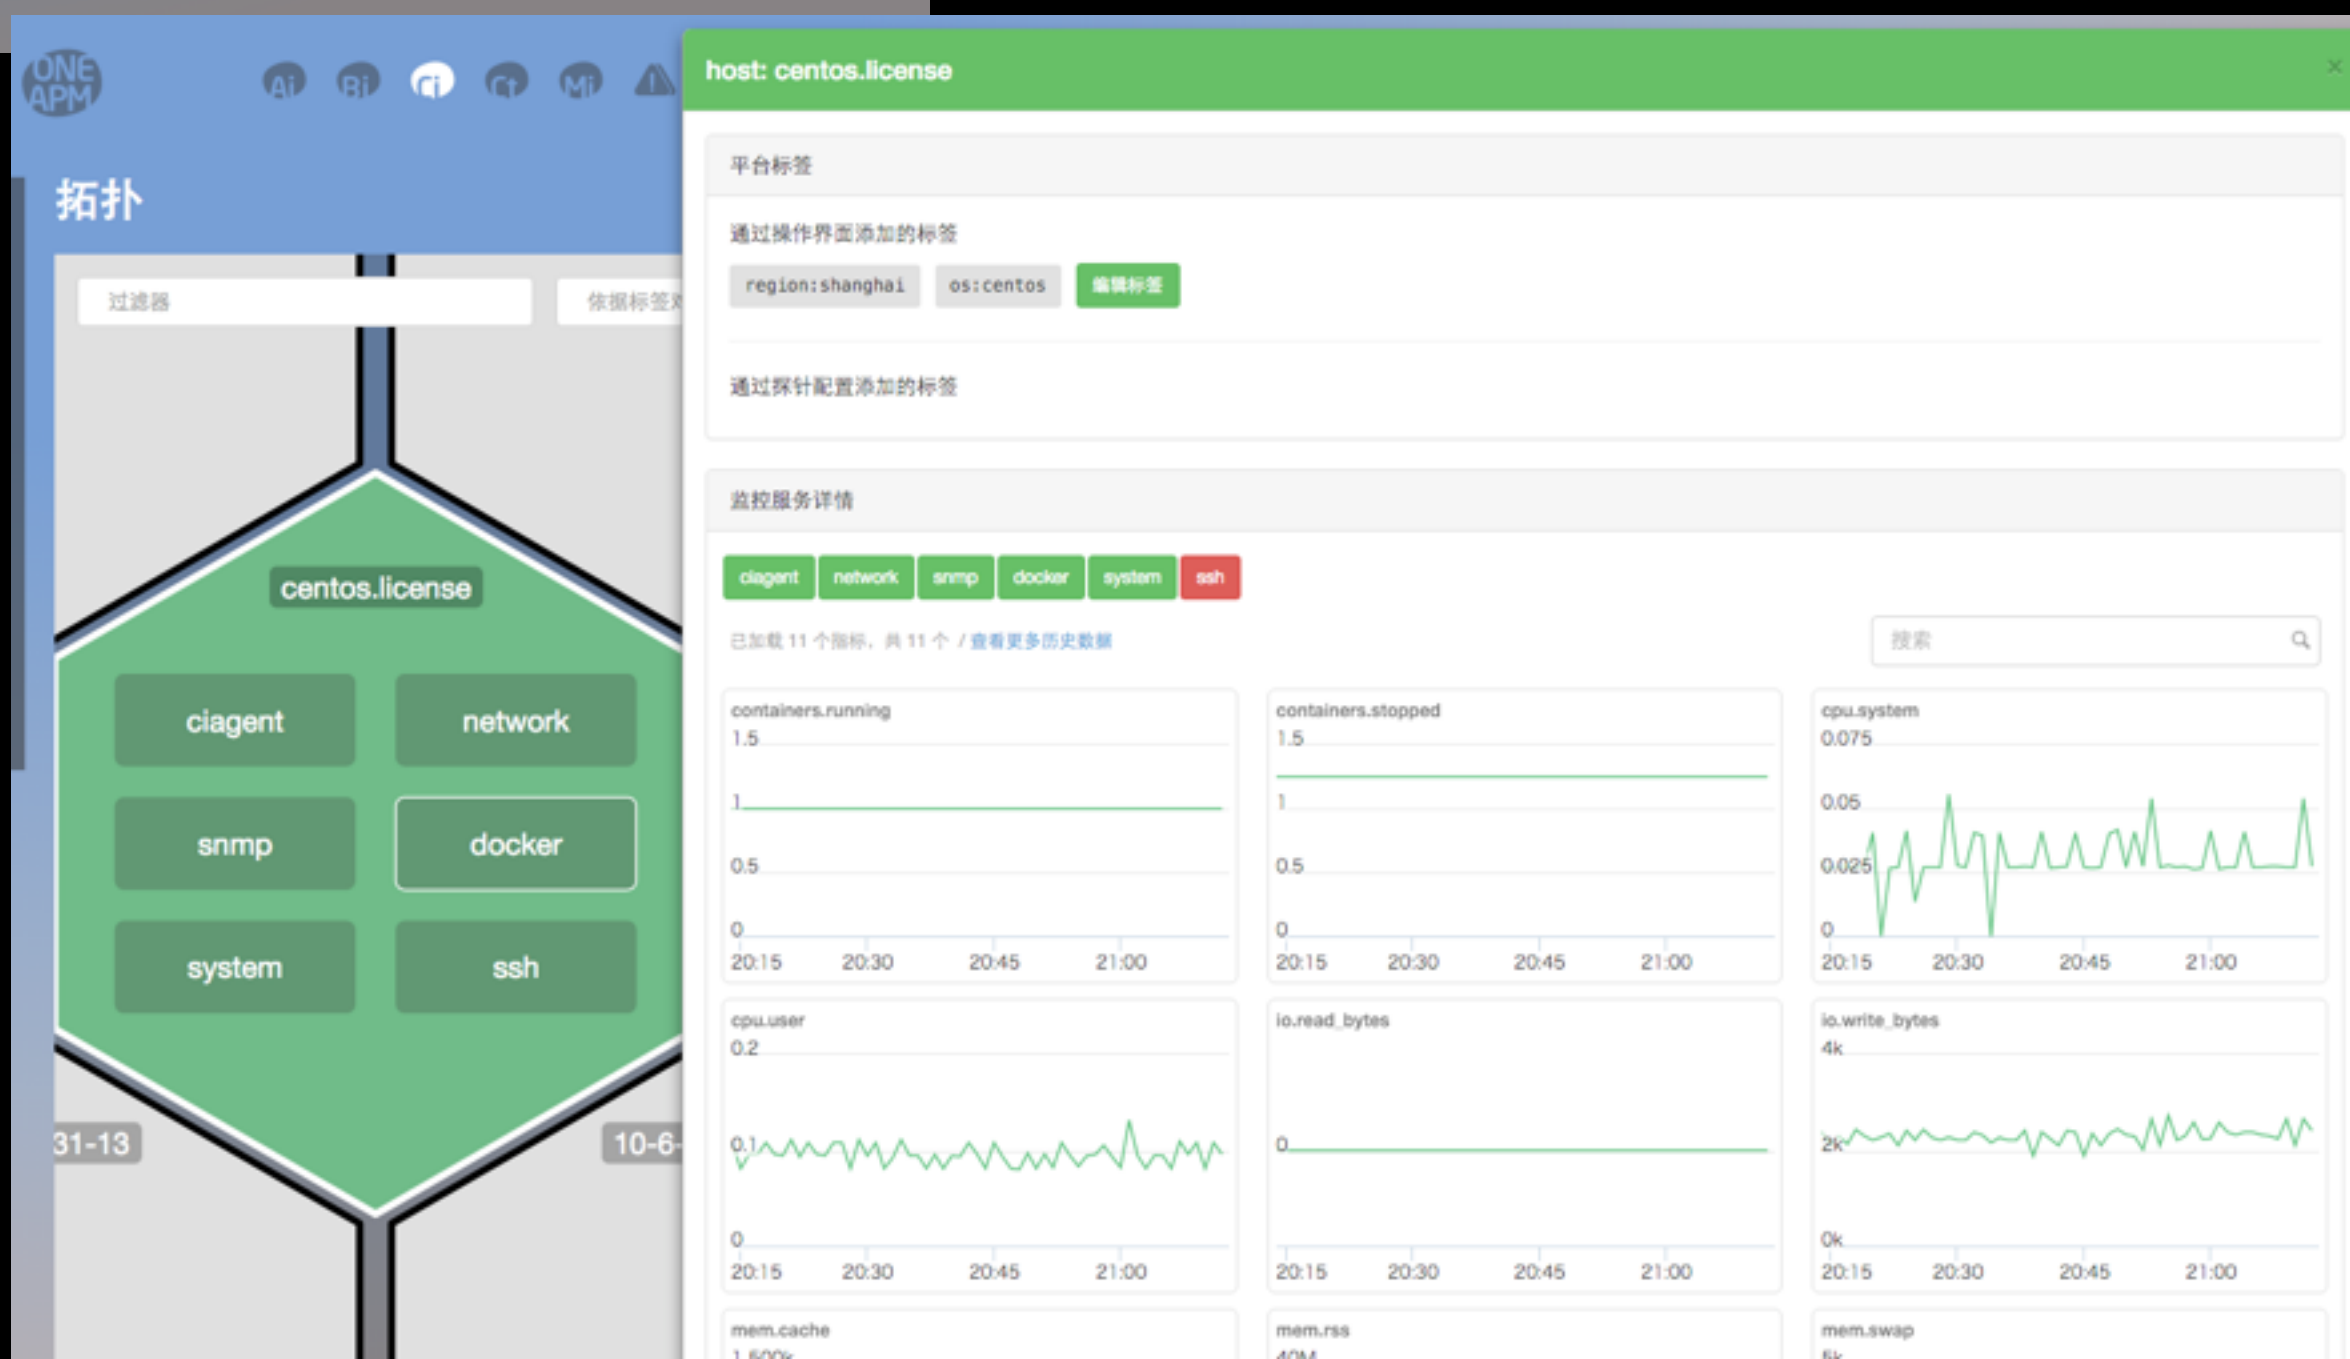 ONE
APM
Ai Bi Ci Ct Mi
拓扑
过滤器
依据标签
centos.license
ciagent network
snmp docker
system ssh
31-13
10-6-
host: centos.license ×
平台标签
通过操作界面添加的标签
region:shanghai os:centos 编辑标签
通过探针配置添加的标签
监控服务详情
ciagent network snmp docker system ssh
已加载 11 个指标，共 11 个 / 查看更多历史数据
搜索
containers.running
1.5
1
0.5
0
20:15 20:30 20:45 21:00
containers.stopped
1.5
1
0.5
0
20:15 20:30 20:45 21:00
cpu.system
0.075
0.05
0.025
0
20:15 20:30 20:45 21:00
cpu.user
0.2
0.1
0
20:15 20:30 20:45 21:00
io.read_bytes
0
20:15 20:30 20:45 21:00
io.write_bytes
4k
2k
0k
20:15 20:30 20:45 21:00
mem.cache
1,600k
mem.rss
40M
mem.swap
5k